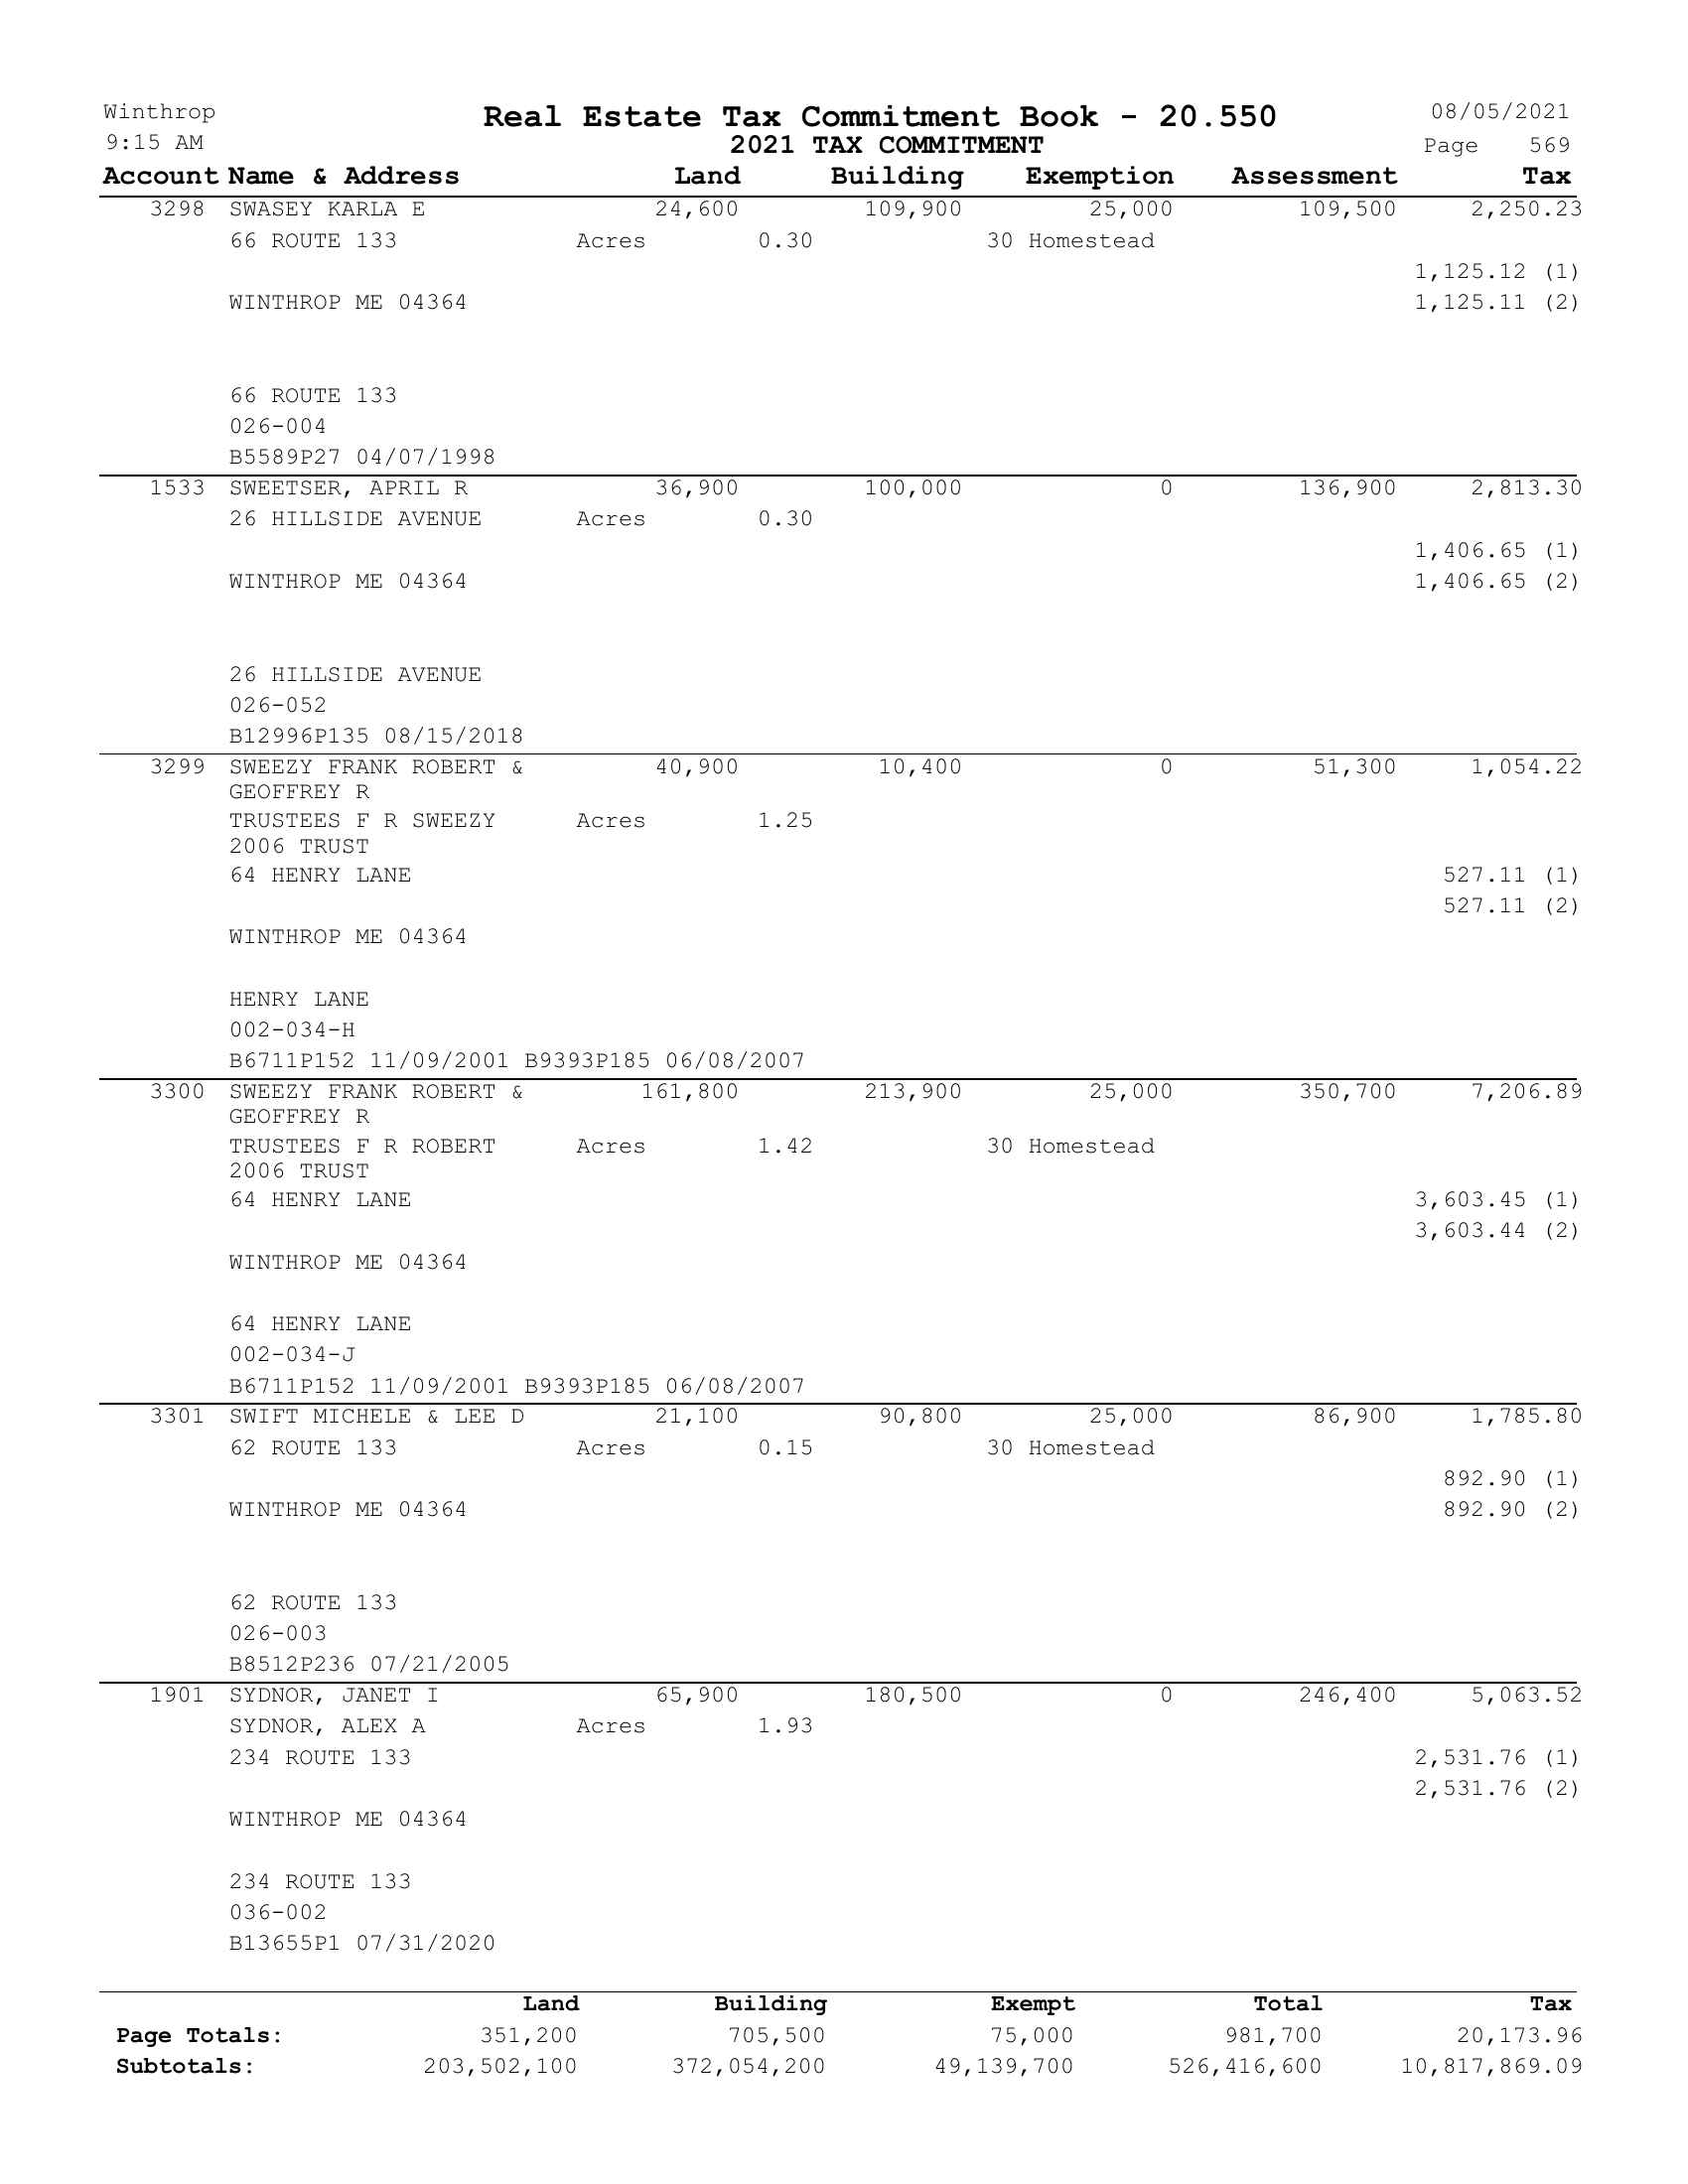 Winthrop Real Estate Tax Commitment Book - 20.550 08/05/2021
9:15 AM 2021 TAX COMMITMENT Page 569
Account Name & Address Land Building Exemption Assessment Tax
3298 SWASEY KARLA E 24,600 109,900 25,000 109,500 2,250.23
66 ROUTE 133 Acres 0.30 30 Homestead
1,125.12 (1)
WINTHROP ME 04364 1,125.11 (2)
66 ROUTE 133
026-004
B5589P27 04/07/1998
1533 SWEETSER, APRIL R 36,900 100,000 0 136,900 2,813.30
26 HILLSIDE AVENUE Acres 0.30
1,406.65 (1)
WINTHROP ME 04364 1,406.65 (2)
26 HILLSIDE AVENUE
026-052
B12996P135 08/15/2018
3299 SWEEZY FRANK ROBERT & 40,900 10,400 0 51,300 1,054.22
GEOFFREY R
TRUSTEES F R SWEEZY Acres 1.25
2006 TRUST
64 HENRY LANE 527.11 (1)
527.11 (2)
WINTHROP ME 04364
HENRY LANE
002-034-H
B6711P152 11/09/2001 B9393P185 06/08/2007
3300 SWEEZY FRANK ROBERT & 161,800 213,900 25,000 350,700 7,206.89
GEOFFREY R
TRUSTEES F R ROBERT Acres 1.42 30 Homestead
2006 TRUST
64 HENRY LANE 3,603.45 (1)
3,603.44 (2)
WINTHROP ME 04364
64 HENRY LANE
002-034-J
B6711P152 11/09/2001 B9393P185 06/08/2007
3301 SWIFT MICHELE & LEE D 21,100 90,800 25,000 86,900 1,785.80
62 ROUTE 133 Acres 0.15 30 Homestead
892.90 (1)
WINTHROP ME 04364 892.90 (2)
62 ROUTE 133
026-003
B8512P236 07/21/2005
1901 SYDNOR, JANET I 65,900 180,500 0 246,400 5,063.52
SYDNOR, ALEX A Acres 1.93
234 ROUTE 133 2,531.76 (1)
2,531.76 (2)
WINTHROP ME 04364
234 ROUTE 133
036-002
B13655P1 07/31/2020
Land Building Exempt Total Tax
Page Totals: 351,200 705,500 75,000 981,700 20,173.96
Subtotals: 203,502,100 372,054,200 49,139,700 526,416,600 10,817,869.09